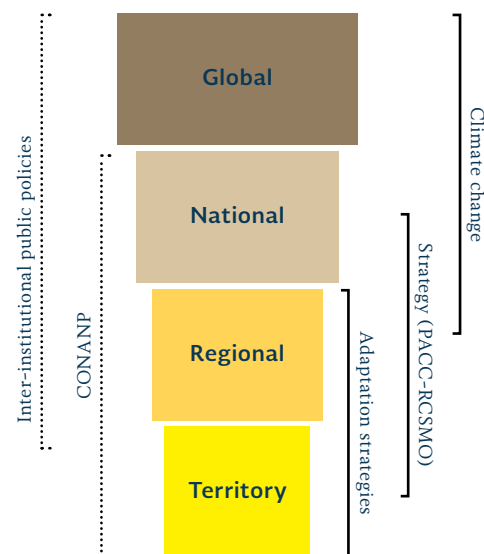 Global
National
Regional
Territory
Inter-institutional public policies
CONANP
Adaptation strategies
Strategy (PACC-RCSMO)
Climate change